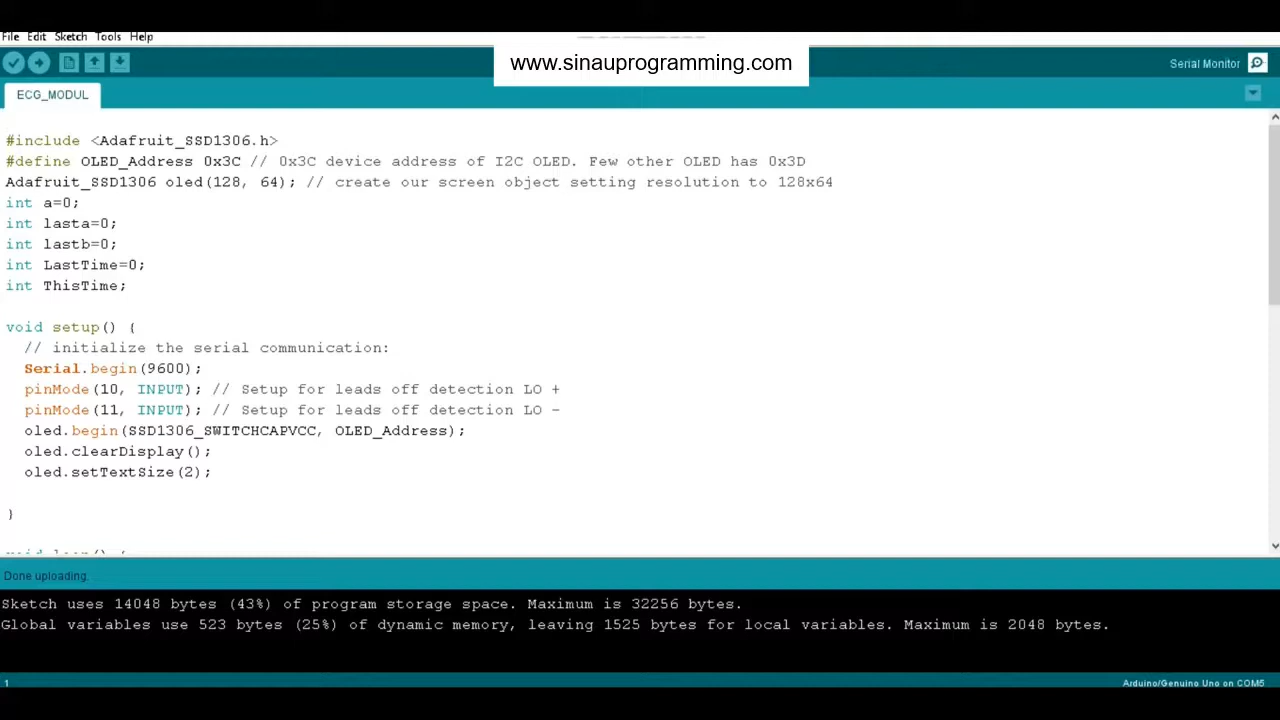 File Edit Sketch Tools Help
www.sinauprogramming.com
Serial Monitor
ECG_MODUL
#include <Adafruit_SSD1306.h>
#define OLED_Address 0x3C // 0x3C device address of I2C OLED. Few other OLED has 0x3D
Adafruit_SSD1306 oled(128, 64); // create our screen object setting resolution to 128x64
int a=0;
int lasta=0;
int lastb=0;
int LastTime=0;
int ThisTime;
void setup() {
// initialize the serial communication:
Serial.begin(9600);
pinMode(10, INPUT); // Setup for leads off detection LO +
pinMode(11, INPUT); // Setup for leads off detection LO -
oled.begin(SSD1306_SWITCHCAPVCC, OLED_Address);
oled.clearDisplay();
oled.setTextSize(2);
}
void loop() {
Done uploading.
Sketch uses 14048 bytes (43%) of program storage space. Maximum is 32256 bytes.
Global variables use 523 bytes (25%) of dynamic memory, leaving 1525 bytes for local variables. Maximum is 2048 bytes.
1
Arduino/Genuino Uno on COM5